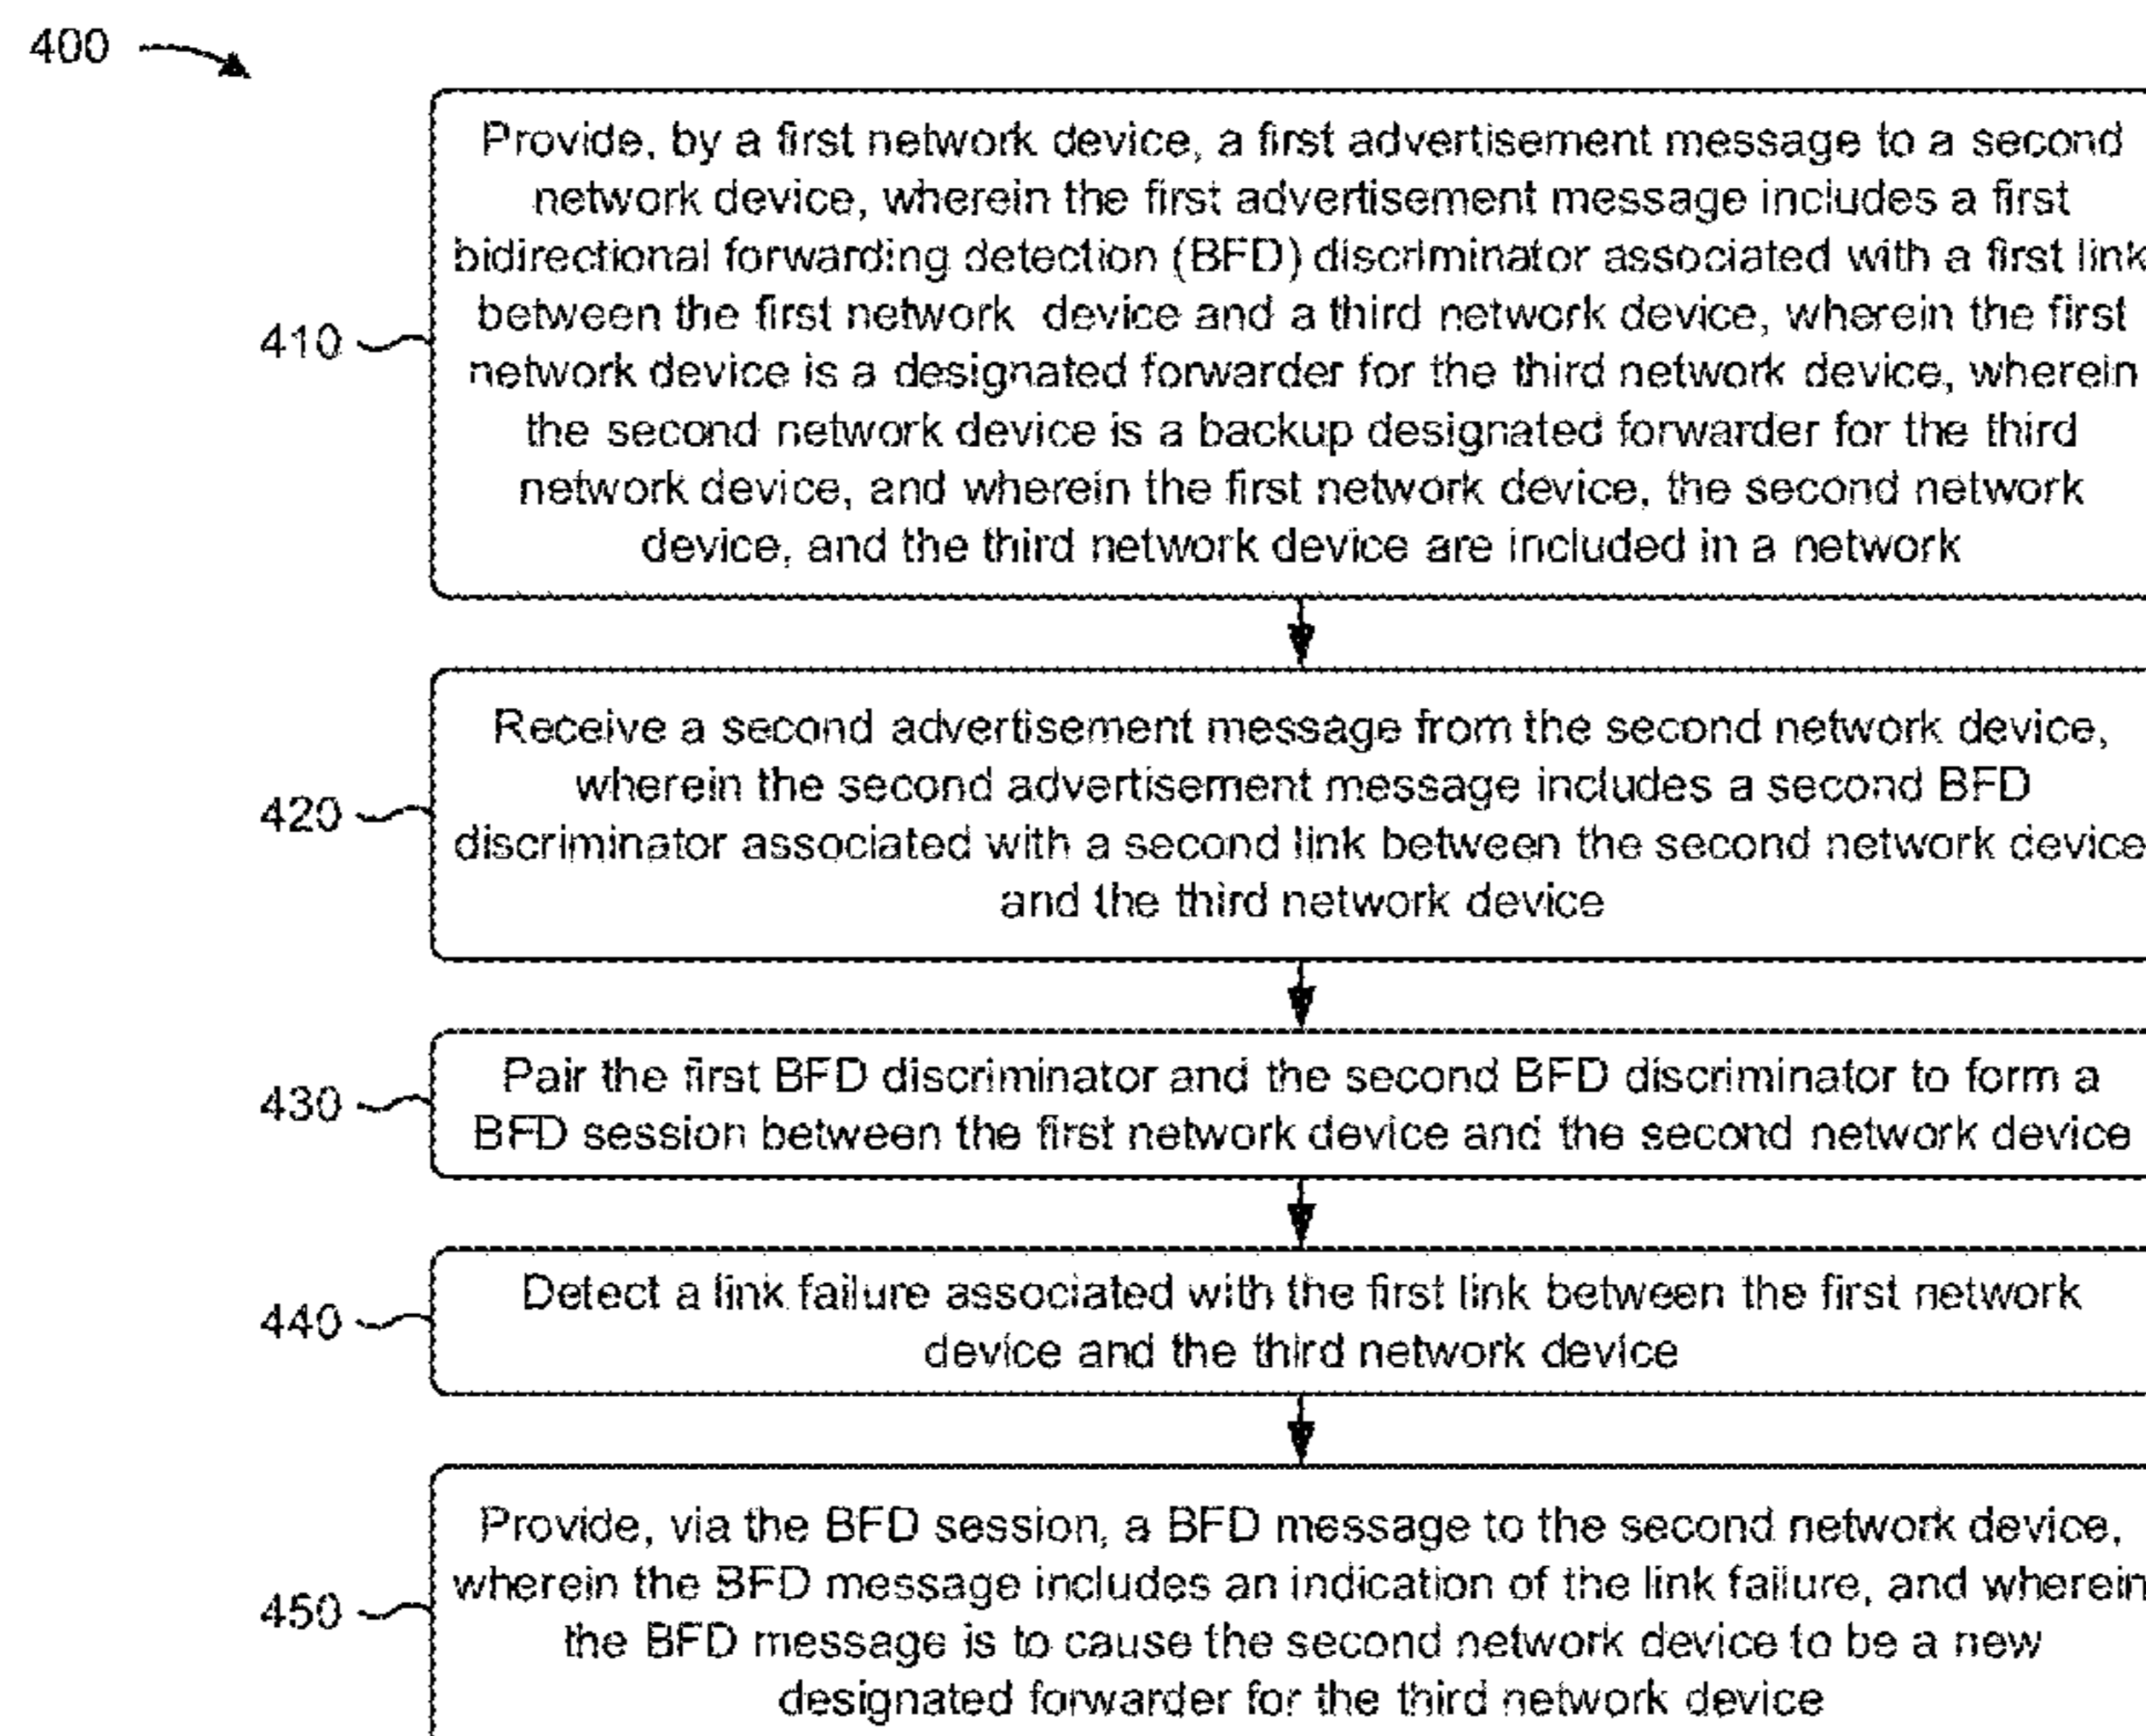 400
Provide, by a first network device, a first advertisement message to a second
network device, wherein the first advertisement message includes a first
bidirectional forwarding detection (BFD) discriminator associated with a first link
between the first network device and a third network device, wherein the first
410
network device is a designated forwarder for the third network device, wherein
the second network device is a backup designated forwarder for the third
network device, and wherein the first network device, the second network
device, and the third network device are included in a network
Receive a second advertisement message from the second network device,
wherein the second advertisement message includes a second BFD
420
discriminator associated with a second link between the second network device
and the third network device
Pair the first BFD discriminator and the second BFD discriminator to form a
430
BFD session between the first network device and the second network device
Detect a link failure associated with the first link between the first network
440
device and the third network device
Provide, via the BFD session, a BFD message to the second network device,
wherein the BFD message includes an indication of the link failure, and wherein
450
the BFD message is to cause the second network device to be a new
designated forwarder for the third network device